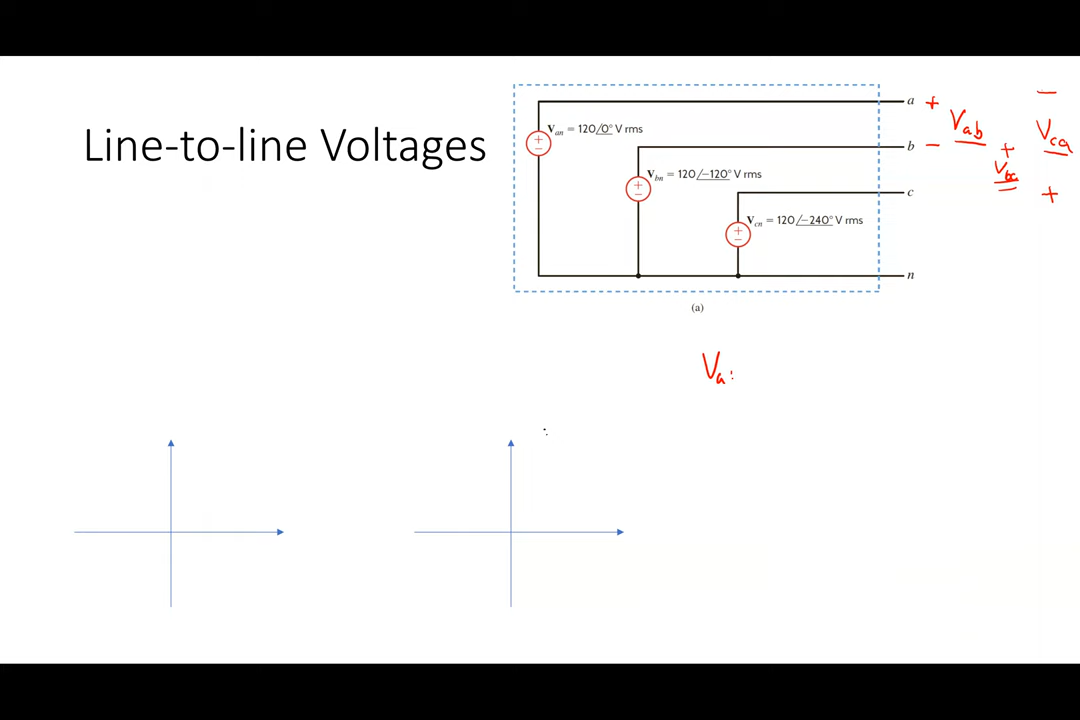 Line-to-line Voltages
a + −
V_an = 120/0° V rms
V_ab V_ca
b − +
V_bn = 120/−120° V rms
V_bc
c +
V_cn = 120/−240° V rms
n
(a)
V_a